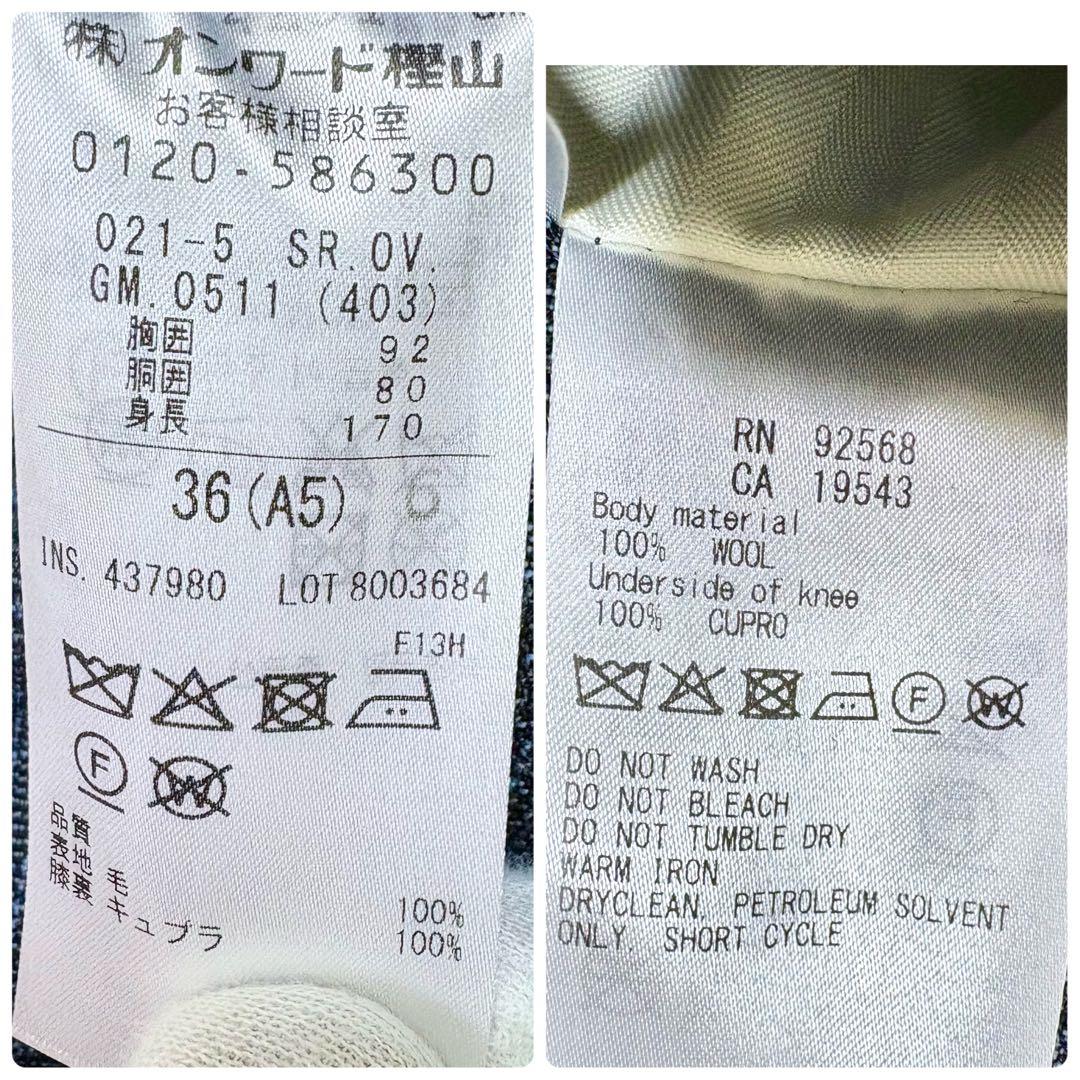 ㈱オンワード樫山
お客様相談室
0120-586300
021-5 SR.OV.
GM.0511 (403)
胸囲 92
胴囲 80
身長 170
36(A5)
INS. 437980 LOT 8003684
F13H
F
W
品質
表地 毛 100%
膝裏 キュプラ 100%
RN 92568
CA 19543
Body material
100% WOOL
Underside of knee
100% CUPRO
F
W
DO NOT WASH
DO NOT BLEACH
DO NOT TUMBLE DRY
WARM IRON
DRYCLEAN, PETROLEUM SOLVENT
ONLY, SHORT CYCLE